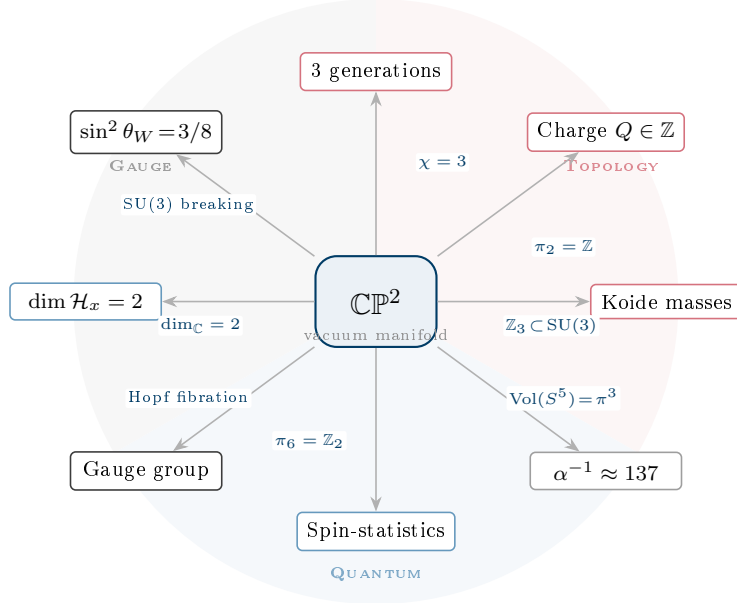 3 generations
sin² θ_W = 3/8
Charge Q ∈ ℤ
GAUGE
TOPOLOGY
χ = 3
SU(3) breaking
π₂ = ℤ
dim ℋₓ = 2
ℂℙ²
Koide masses
dim_ℂ = 2
vacuum manifold
ℤ₃ ⊂ SU(3)
Hopf fibration
Vol(S⁵) = π³
π₆ = ℤ₂
Gauge group
α⁻¹ ≈ 137
Spin-statistics
QUANTUM